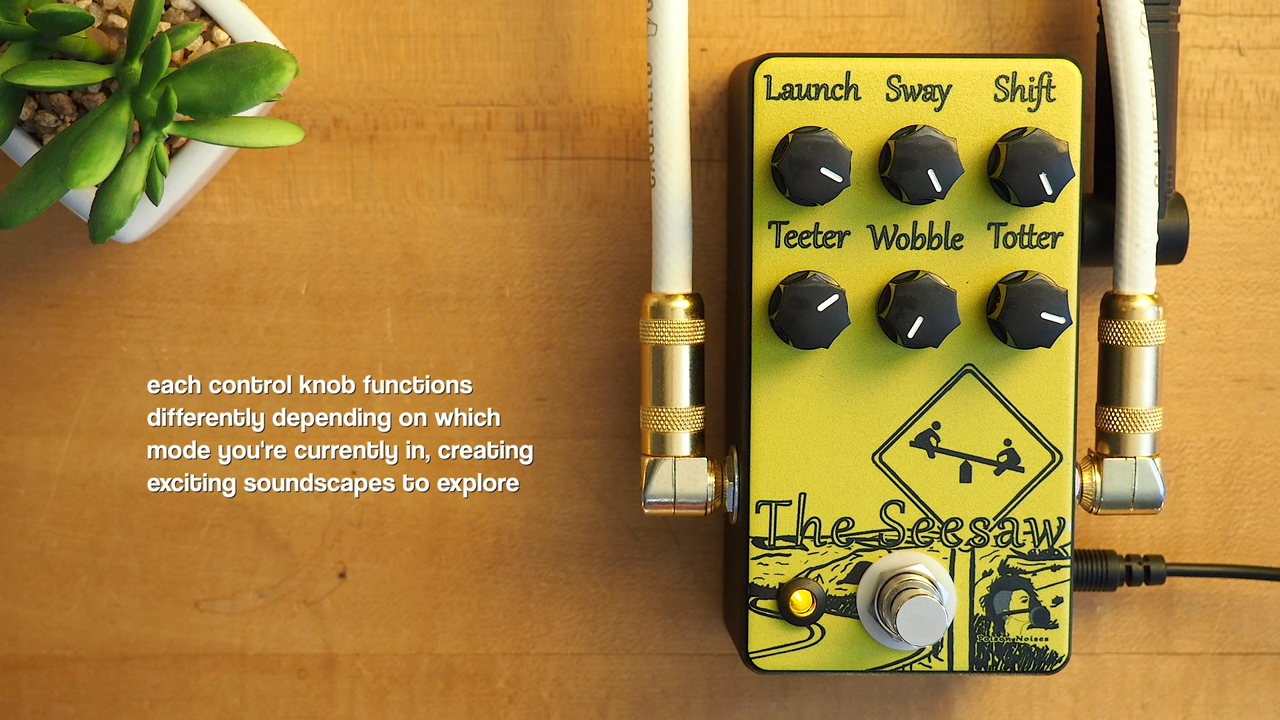 Launch Sway Shift
Teeter Wobble Totter
each control knob functions
differently depending on which
mode you're currently in, creating
exciting soundscapes to explore
The Seesaw
Noises